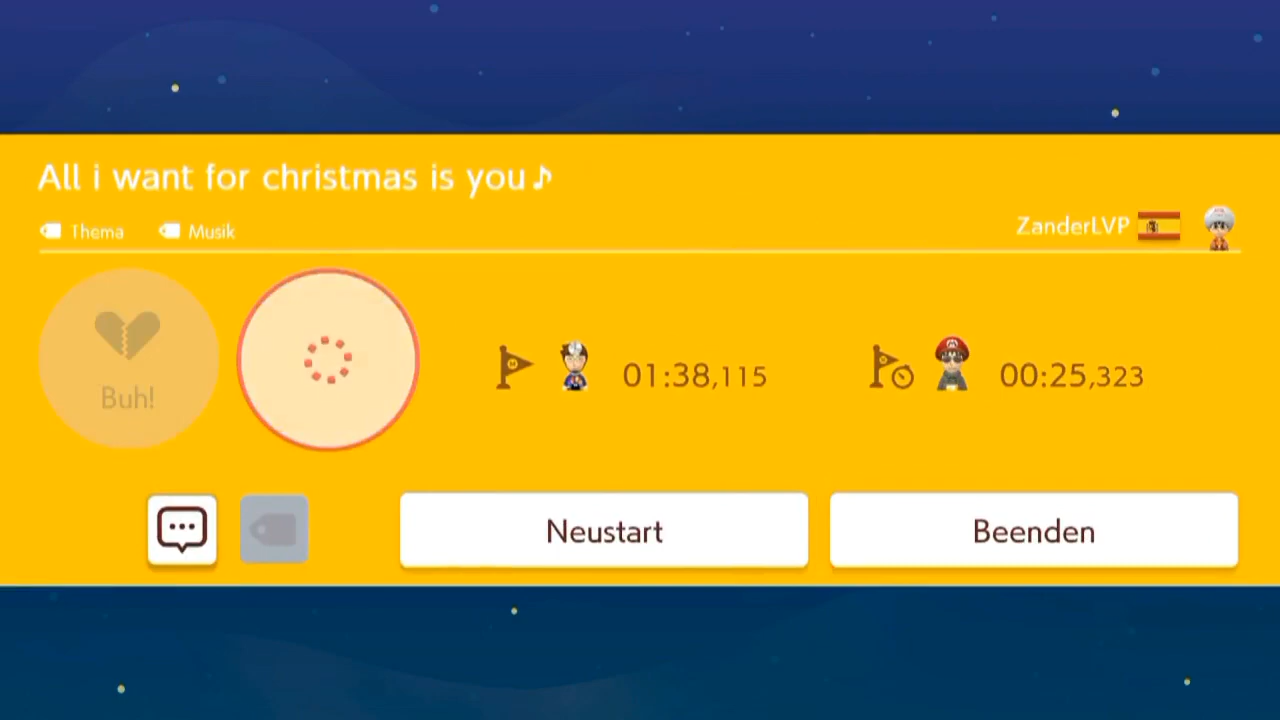 All i want for christmas is you♪
Thema Musik
ZanderLVP
Buh!
01:38,115
00:25,323
Neustart
Beenden